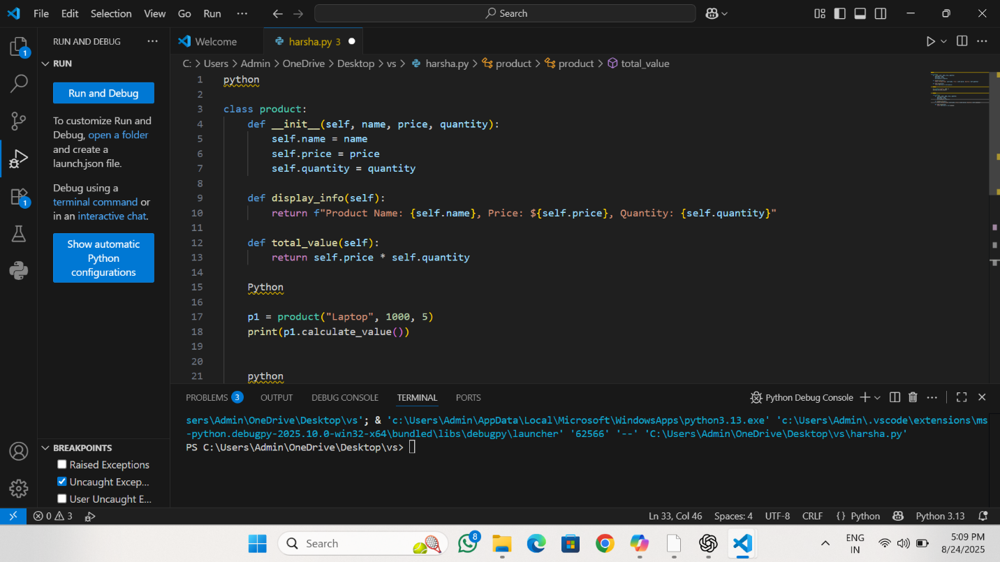 File Edit Selection View Go Run ··· Search
RUN AND DEBUG ···
RUN
Run and Debug
To customize Run and
Debug, open a folder
and create a
launch.json file.
Debug using a
terminal command or
in an interactive chat.
Show automatic
Python
configurations
BREAKPOINTS
Raised Exceptions
Uncaught Excep...
User Uncaught E...
1
1
Welcome harsha.py 3
C: > Users > Admin > OneDrive > Desktop > vs > harsha.py > product > product > total_value
1 python
2
3 class product:
4 def __init__(self, name, price, quantity):
5 self.name = name
6 self.price = price
7 self.quantity = quantity
8
9 def display_info(self):
10 return f"Product Name: {self.name}, Price: ${self.price}, Quantity: {self.quantity}"
11
12 def total_value(self):
13 return self.price * self.quantity
14
15 Python
16
17 p1 = product("Laptop", 1000, 5)
18 print(p1.calculate_value())
19
20
21 python
PROBLEMS 3 OUTPUT DEBUG CONSOLE TERMINAL PORTS Python Debug Console
sers\Admin\OneDrive\Desktop\vs'; & 'c:\Users\Admin\AppData\Local\Microsoft\WindowsApps\python3.13.exe' 'c:\Users\Admin\.vscode\extensions\ms
-python.debugpy-2025.10.0-win32-x64\bundled\libs\debugpy\launcher' '62566' '--' 'C:\Users\Admin\OneDrive\Desktop\vs\harsha.py'
PS C:\Users\Admin\OneDrive\Desktop\vs>
0 3 Ln 33, Col 46 Spaces: 4 UTF-8 CRLF {} Python Python 3.13
Search 8 ENG 5:09 PM
IN 8/24/2025